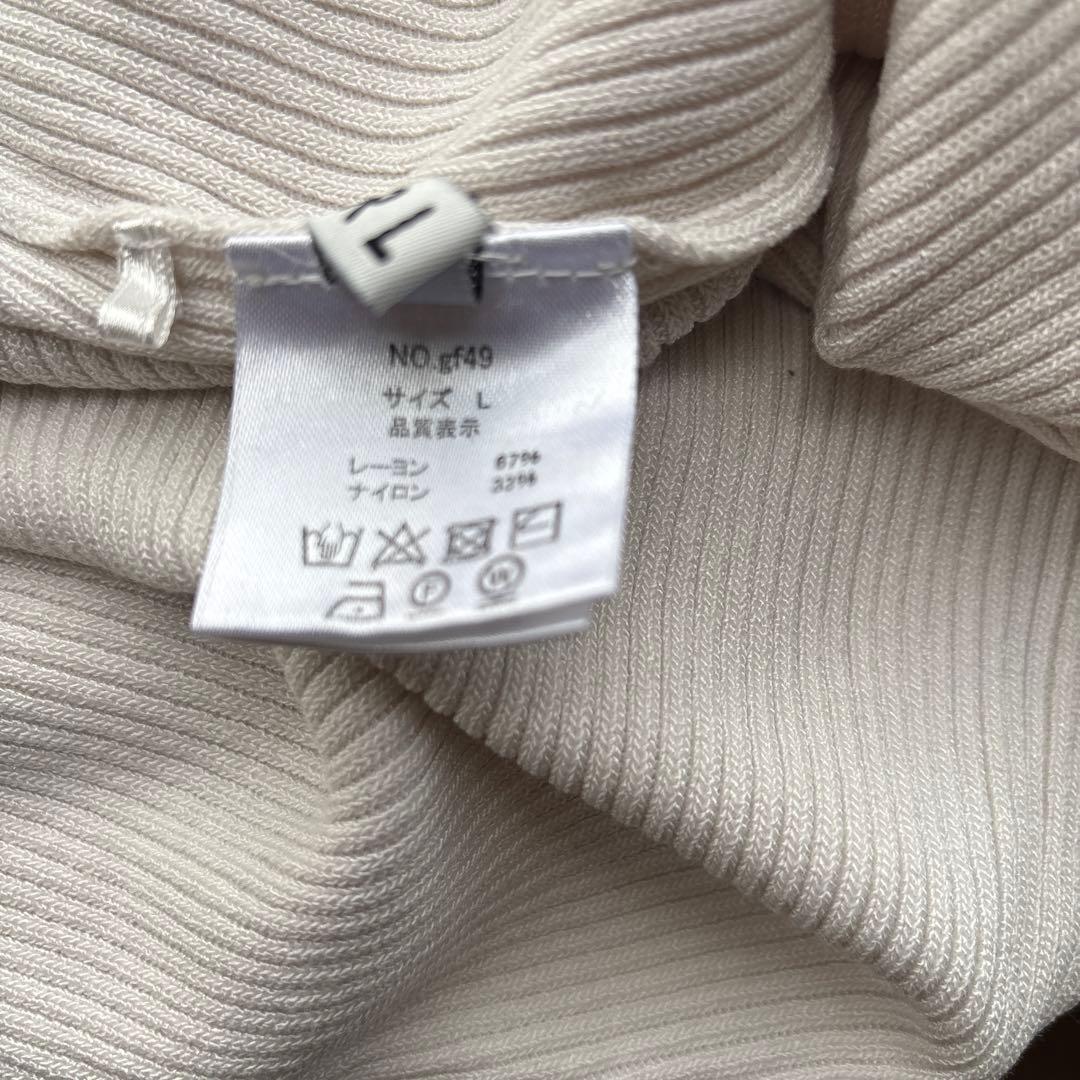 L
NO.gf49
サイズ L
品質表示
レーヨン 67%
ナイロン 33%
F
W